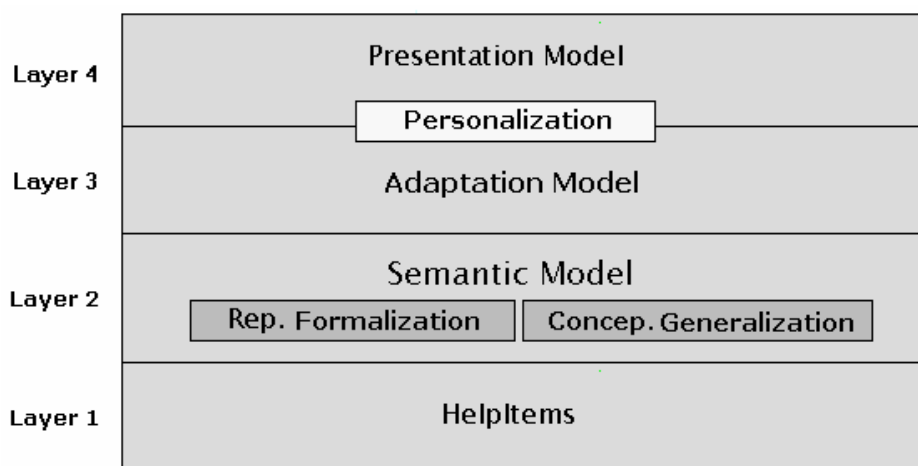 Layer 4
Presentation Model
Personalization
Layer 3
Adaptation Model
Layer 2
Semantic Model
Rep. Formalization
Concep. Generalization
Layer 1
HelpItems